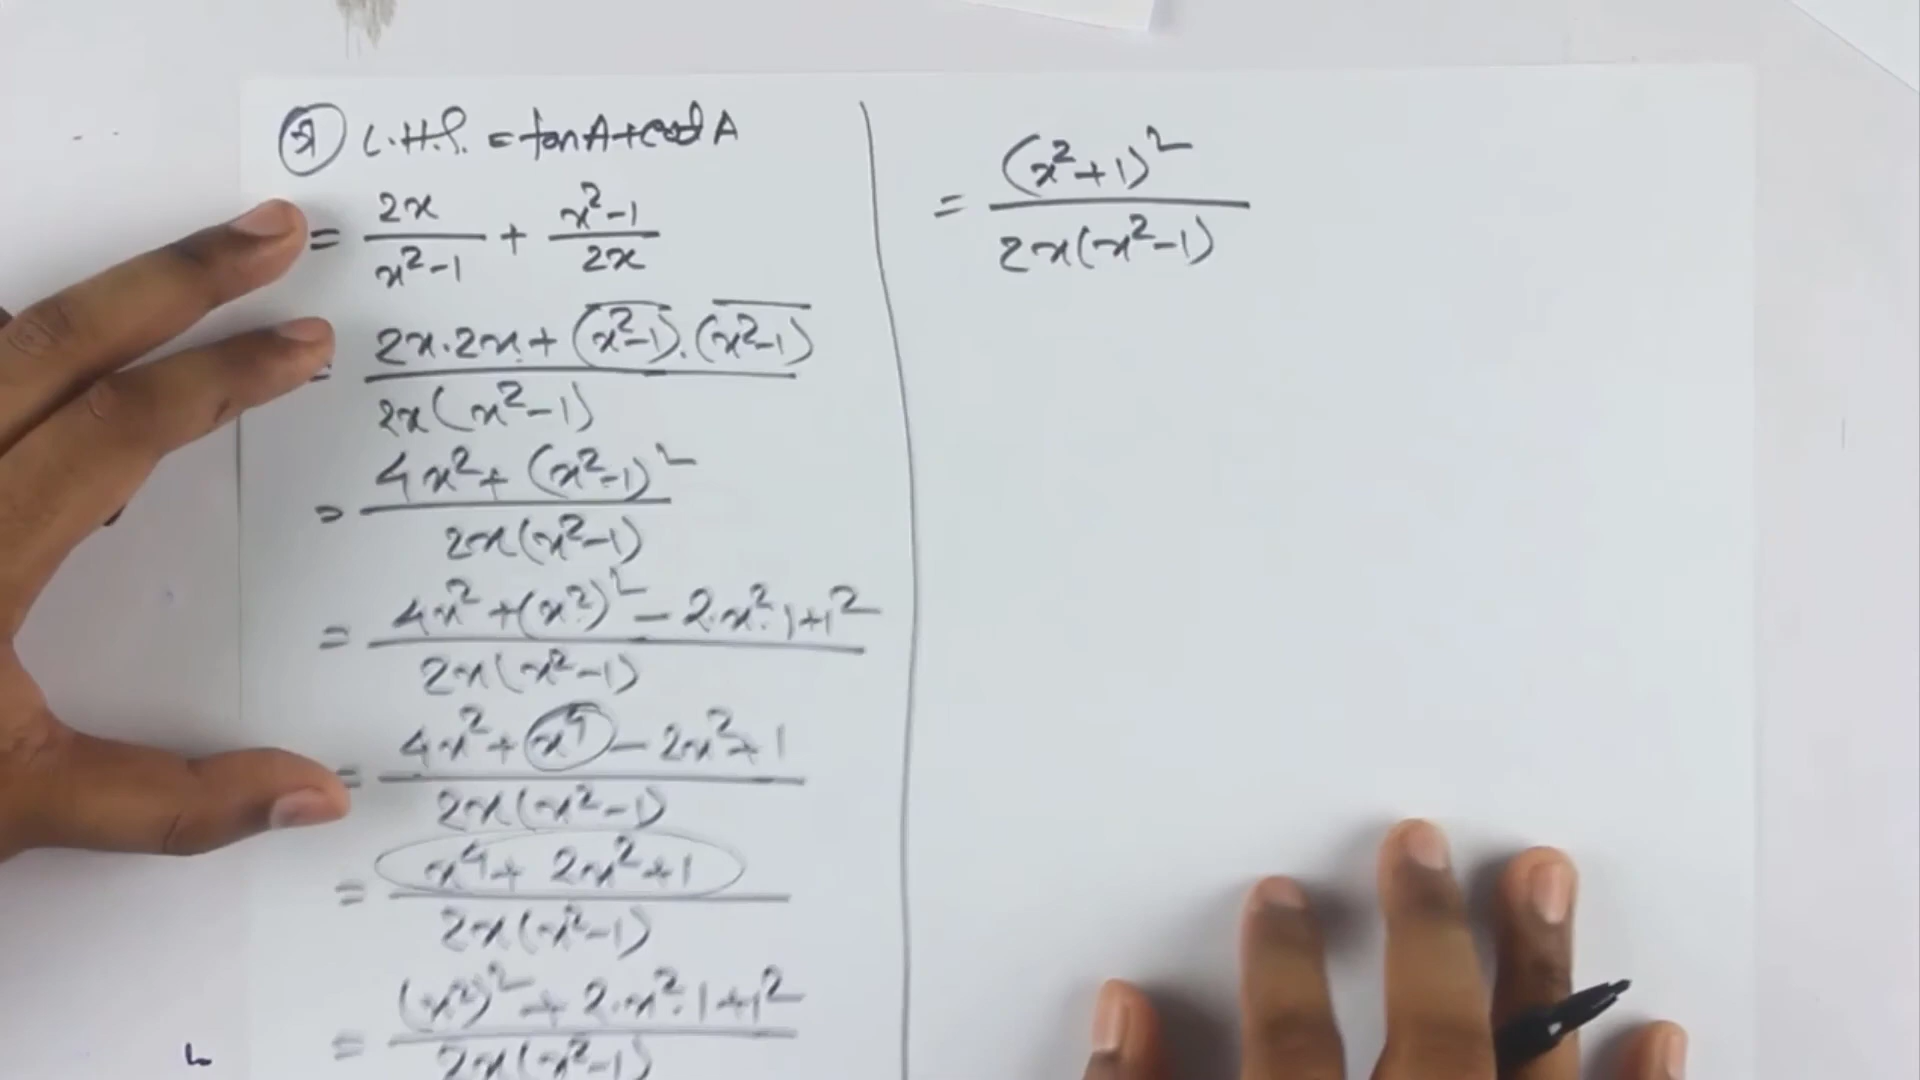 L.H.S. = tanA+cotA
= 2x/(x²-1) + (x²-1)/2x
= (2x.2x + (x²-1).(x²-1))/(2x(x²-1))
= (4x² + (x²-1)²)/(2x(x²-1))
= (4x² + (x²)² - 2.x².1+1²)/(2x(x²-1))
= (4x² + x⁴ - 2x²+1)/(2x(x²-1))
= (x⁴ + 2x²+1)/(2x(x²-1))
= ((x²)² + 2.x².1+1²)/(2x(x²-1))
= (x²+1)²/(2x(x²-1))